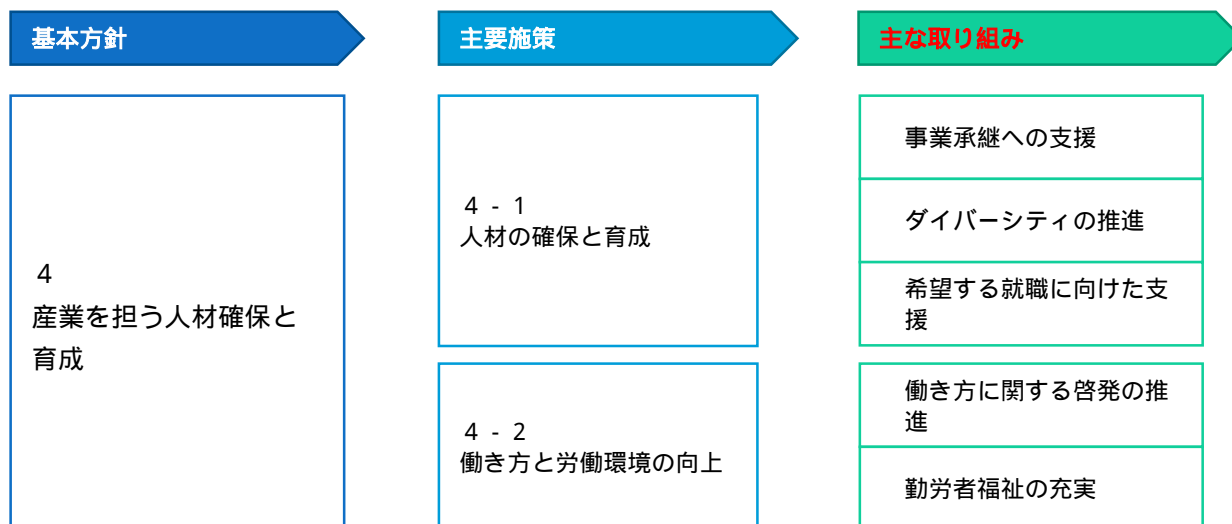 基本方針
主要施策
主な取り組み
4
産業を担う人材確保と
育成
4-1
人材の確保と育成
4-2
働き方と労働環境の向上
事業承継への支援
ダイバーシティの推進
希望する就職に向けた支
援
働き方に関する啓発の推
進
勤労者福祉の充実